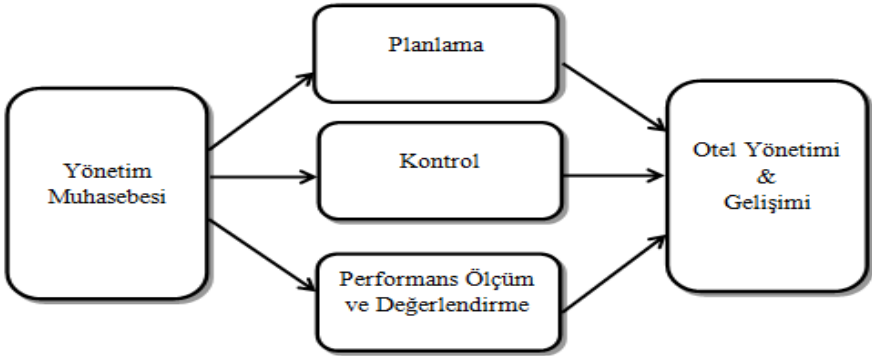 Yönetim
Muhasebesi
Planlama
Kontrol
Performans Ölçüm
ve Değerlendirme
Otel Yönetimi
&
Gelişimi